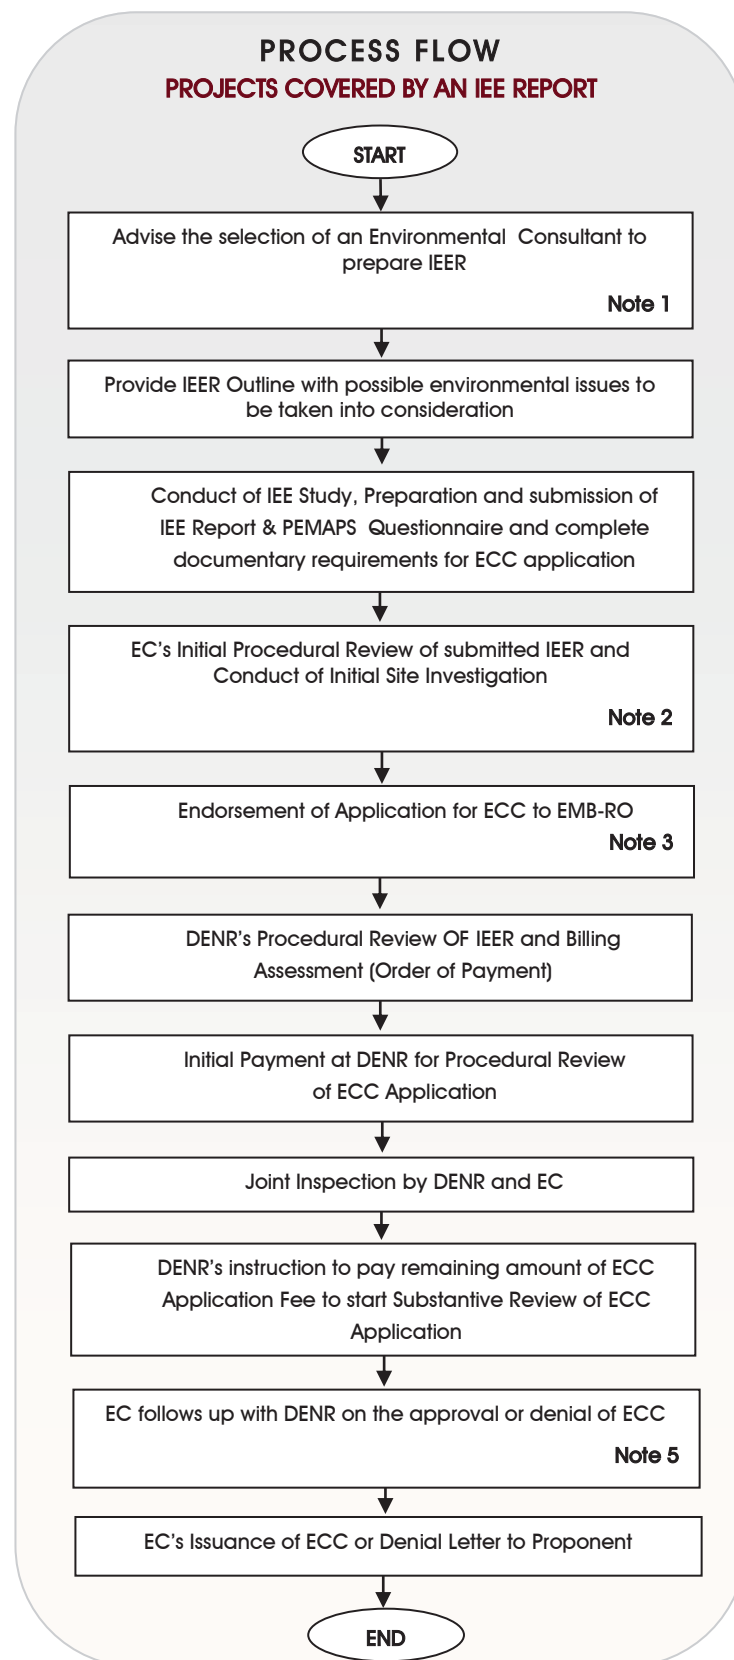 PROCESS FLOW
PROJECTS COVERED BY AN IEE REPORT
START
Advise the selection of an Environmental Consultant to
prepare IEER
Note 1
Provide IEER Outline with possible environmental issues to
be taken into consideration
Conduct of IEE Study, Preparation and submission of
IEE Report & PEMAPS Questionnaire and complete
documentary requirements for ECC application
EC's Initial Procedural Review of submitted IEER and
Conduct of Initial Site Investigation
Note 2
Endorsement of Application for ECC to EMB-RO
Note 3
DENR's Procedural Review OF IEER and Billing
Assessment (Order of Payment)
Initial Payment at DENR for Procedural Review
of ECC Application
Joint Inspection by DENR and EC
DENR's instruction to pay remaining amount of ECC
Application Fee to start Substantive Review of ECC
Application
EC follows up with DENR on the approval or denial of ECC
Note 5
EC's Issuance of ECC or Denial Letter to Proponent
END